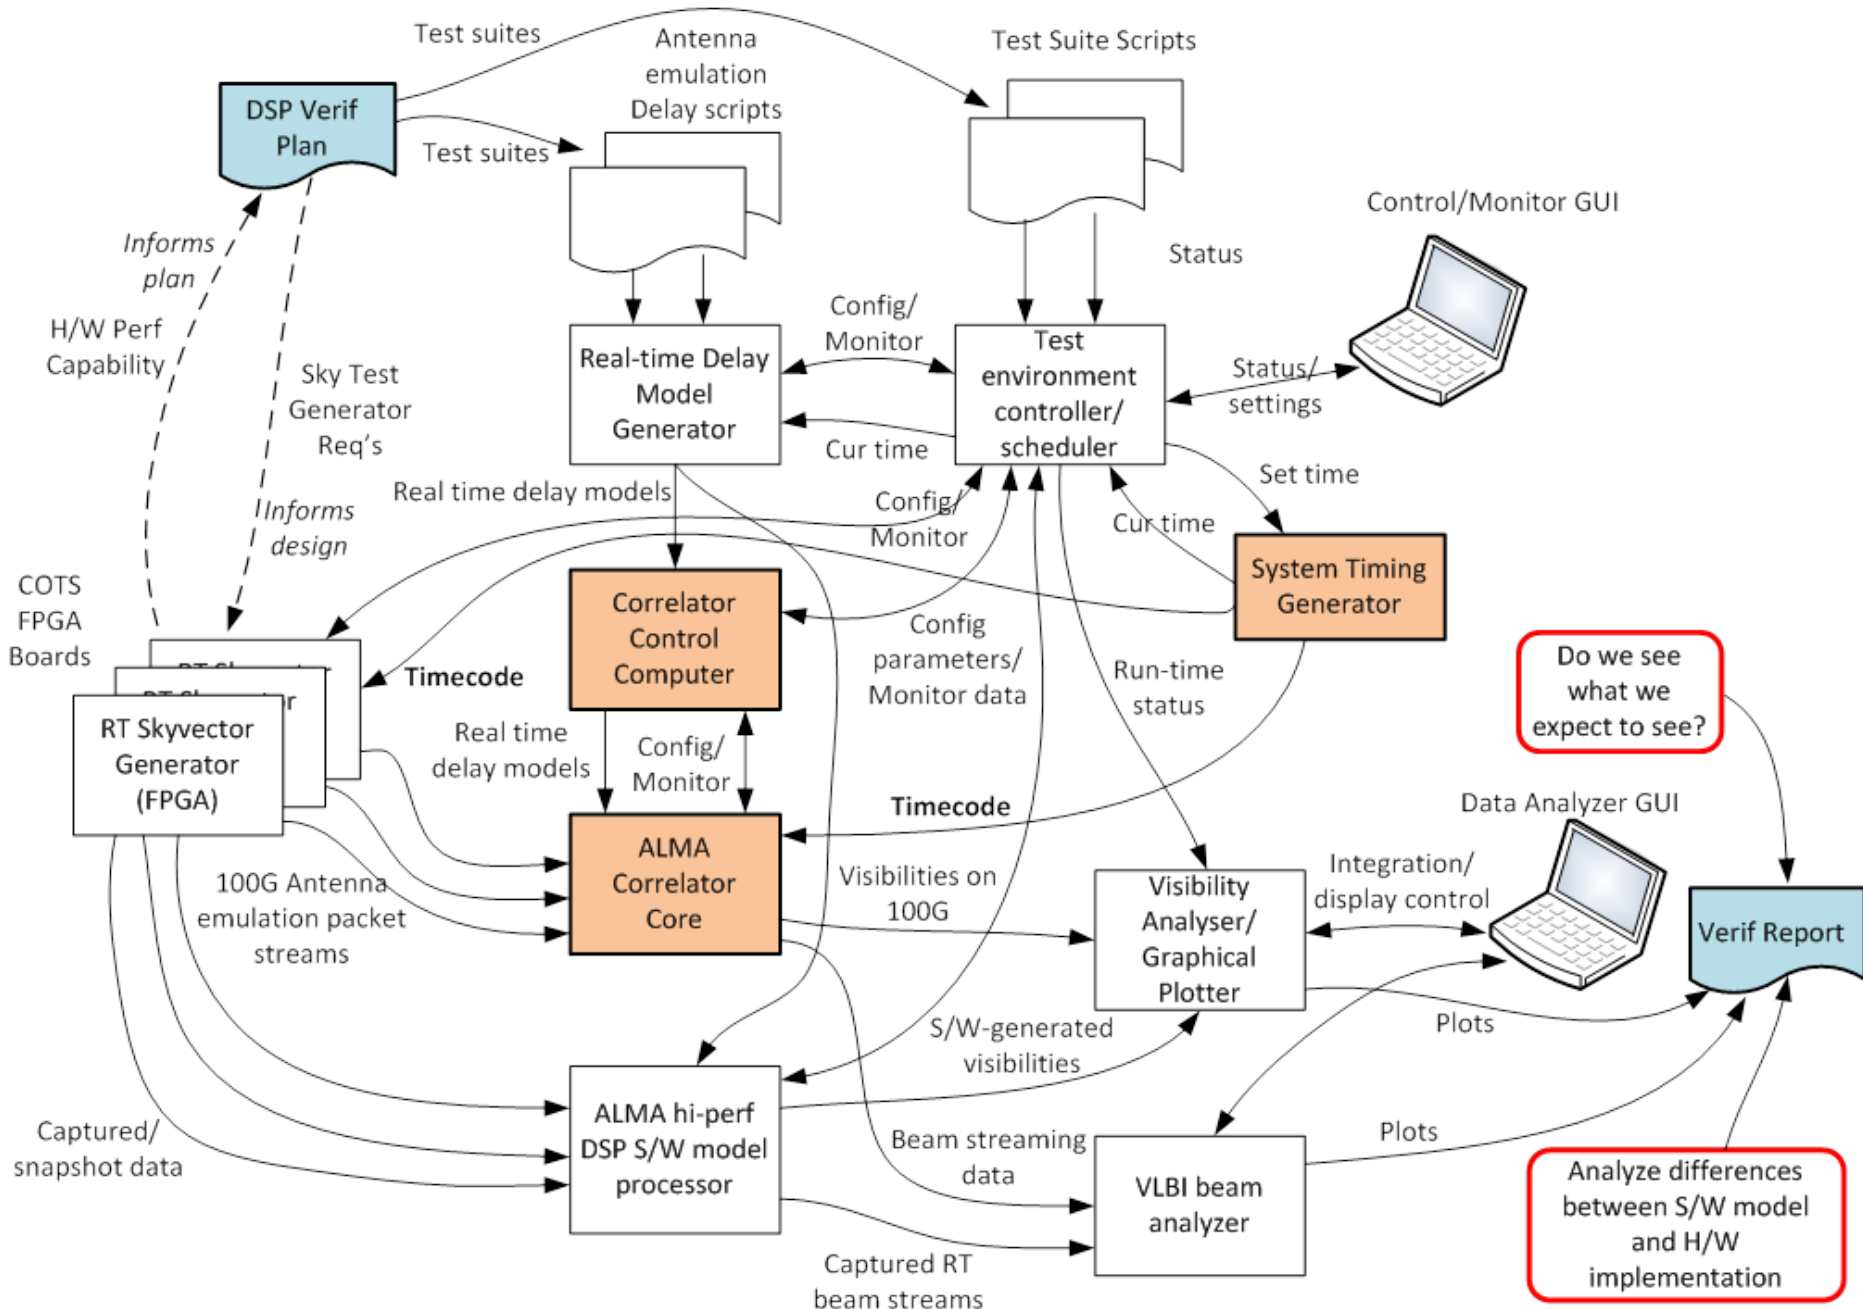 Test suites
Antenna
emulation
Delay scripts
Test Suite Scripts
DSP Verif
Plan
Test suites
Control/Monitor GUI
Informs
plan
Status
H/W Perf
Capability
Config/
Monitor
Real-time Delay
Model
Generator
Test
environment
controller/
scheduler
Status/
settings
Sky Test
Generator
Req's
Cur time
Set time
Real time delay models
Config/
Monitor
Cur time
Informs
design
System Timing
Generator
COTS
FPGA
Boards
Correlator
Control
Computer
Config
parameters/
Monitor data
Run-time
status
Do we see
what we
expect to see?
Timecode
RT Skyvector
Generator
(FPGA)
Real time
delay models
Config/
Monitor
Timecode
Data Analyzer GUI
ALMA
Correlator
Core
Visibilities on
100G
Visibility
Analyser/
Graphical
Plotter
Integration/
display control
Verif Report
100G Antenna
emulation packet
streams
S/W-generated
visibilities
Plots
ALMA hi-perf
DSP S/W model
processor
Captured/
snapshot data
Beam streaming
data
VLBI beam
analyzer
Plots
Analyze differences
between S/W model
and H/W
implementation
Captured RT
beam streams